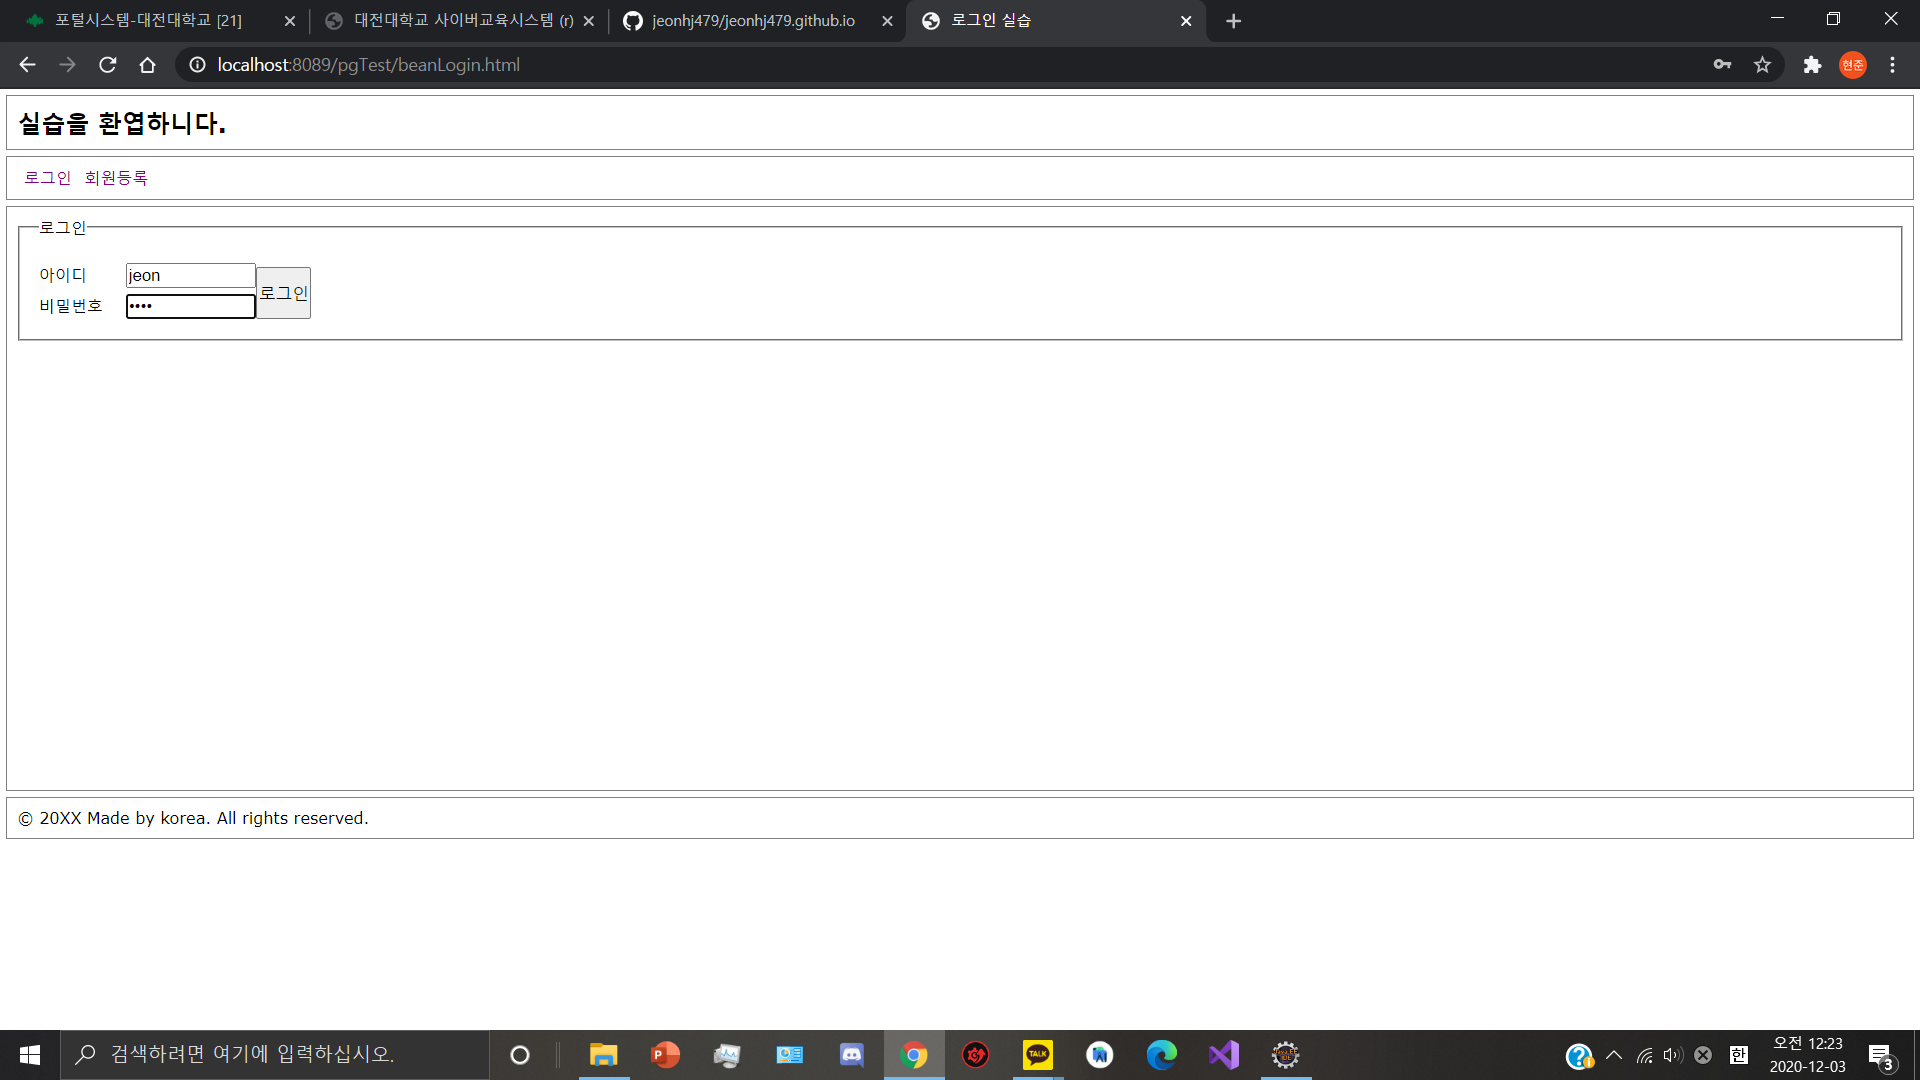 포털시스템-대전대학교 [21]
대전대학교 사이버교육시스템 (r)
jeonhj479/jeonhj479.github.io
로그인 실습
localhost:8089/pgTest/beanLogin.html
현준
실습을 환엽하니다.
로그인 회원등록
로그인
아이디 jeon
비밀번호 ••••
로그인
© 20XX Made by korea. All rights reserved.
검색하려면 여기에 입력하십시오.
P
TALK
한
오전 12:23
2020-12-03
3